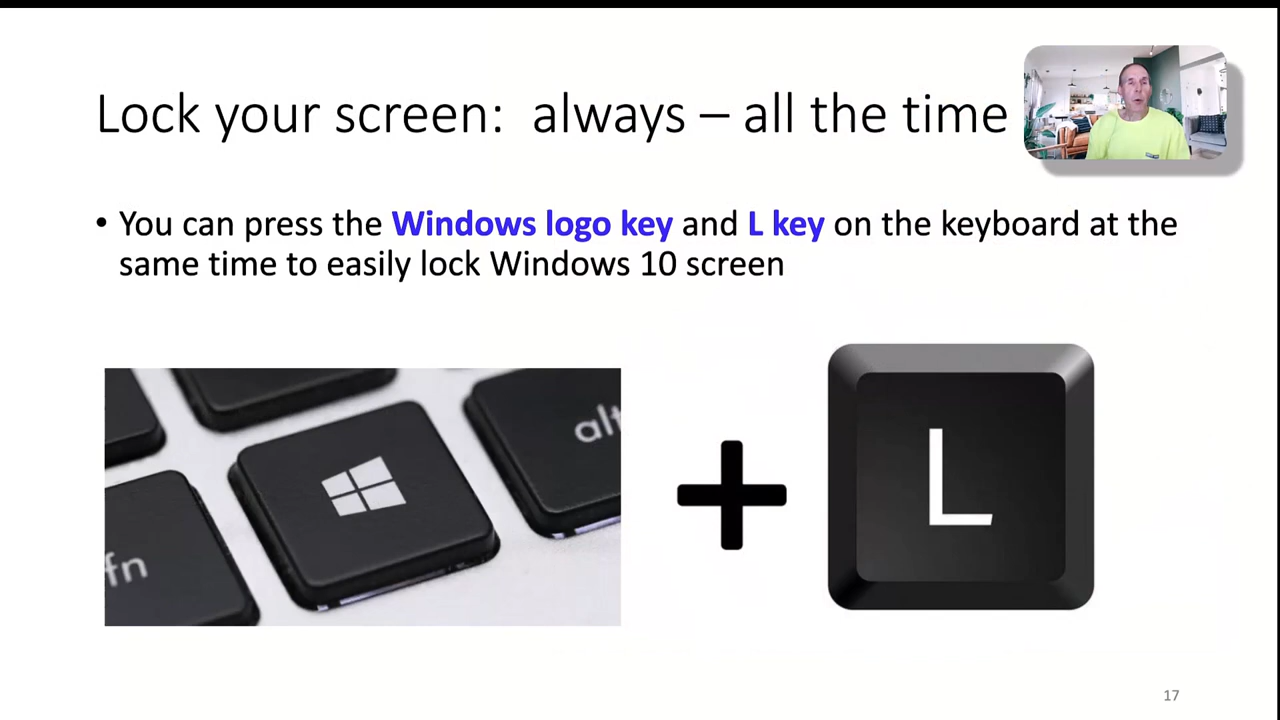 Lock your screen: always – all the time
• You can press the Windows logo key and L key on the keyboard at the
same time to easily lock Windows 10 screen
alt
fn
L
17